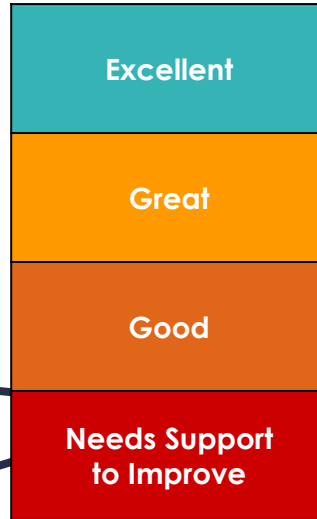 Excellent
Great
Good
Needs Support
to Improve